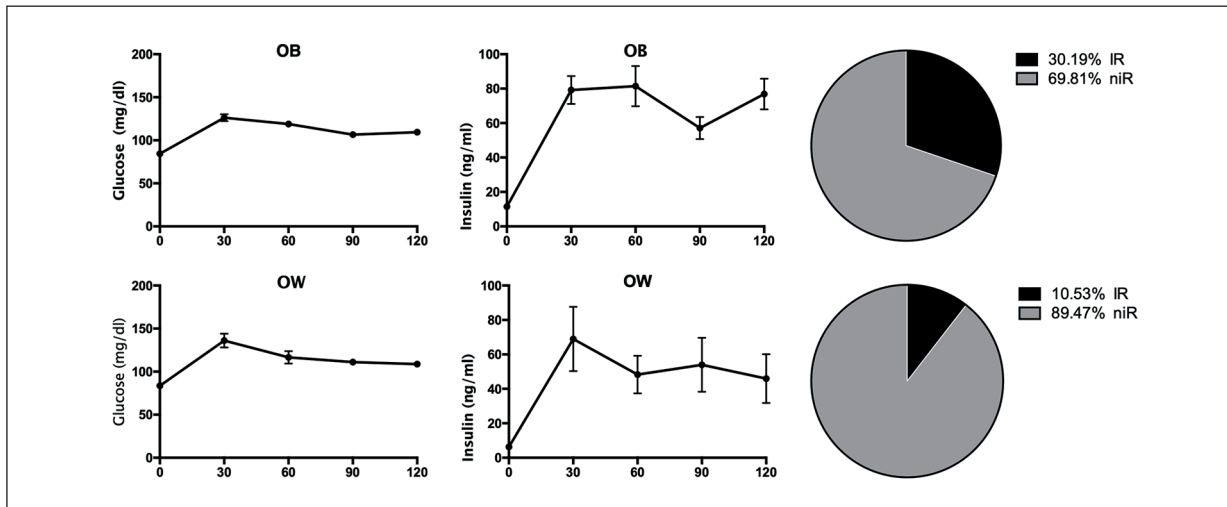 OB
Glucose (mg/dl)
200
150
100
50
0
0 30 60 90 120
OB
Insulin (ng/ml)
100
80
60
40
20
0
0 30 60 90 120
30.19% IR
69.81% niR
OW
Glucose (mg/dl)
200
150
100
50
0
0 30 60 90 120
OW
Insulin (ng/ml)
100
80
60
40
20
0
0 30 60 90 120
10.53% IR
89.47% niR